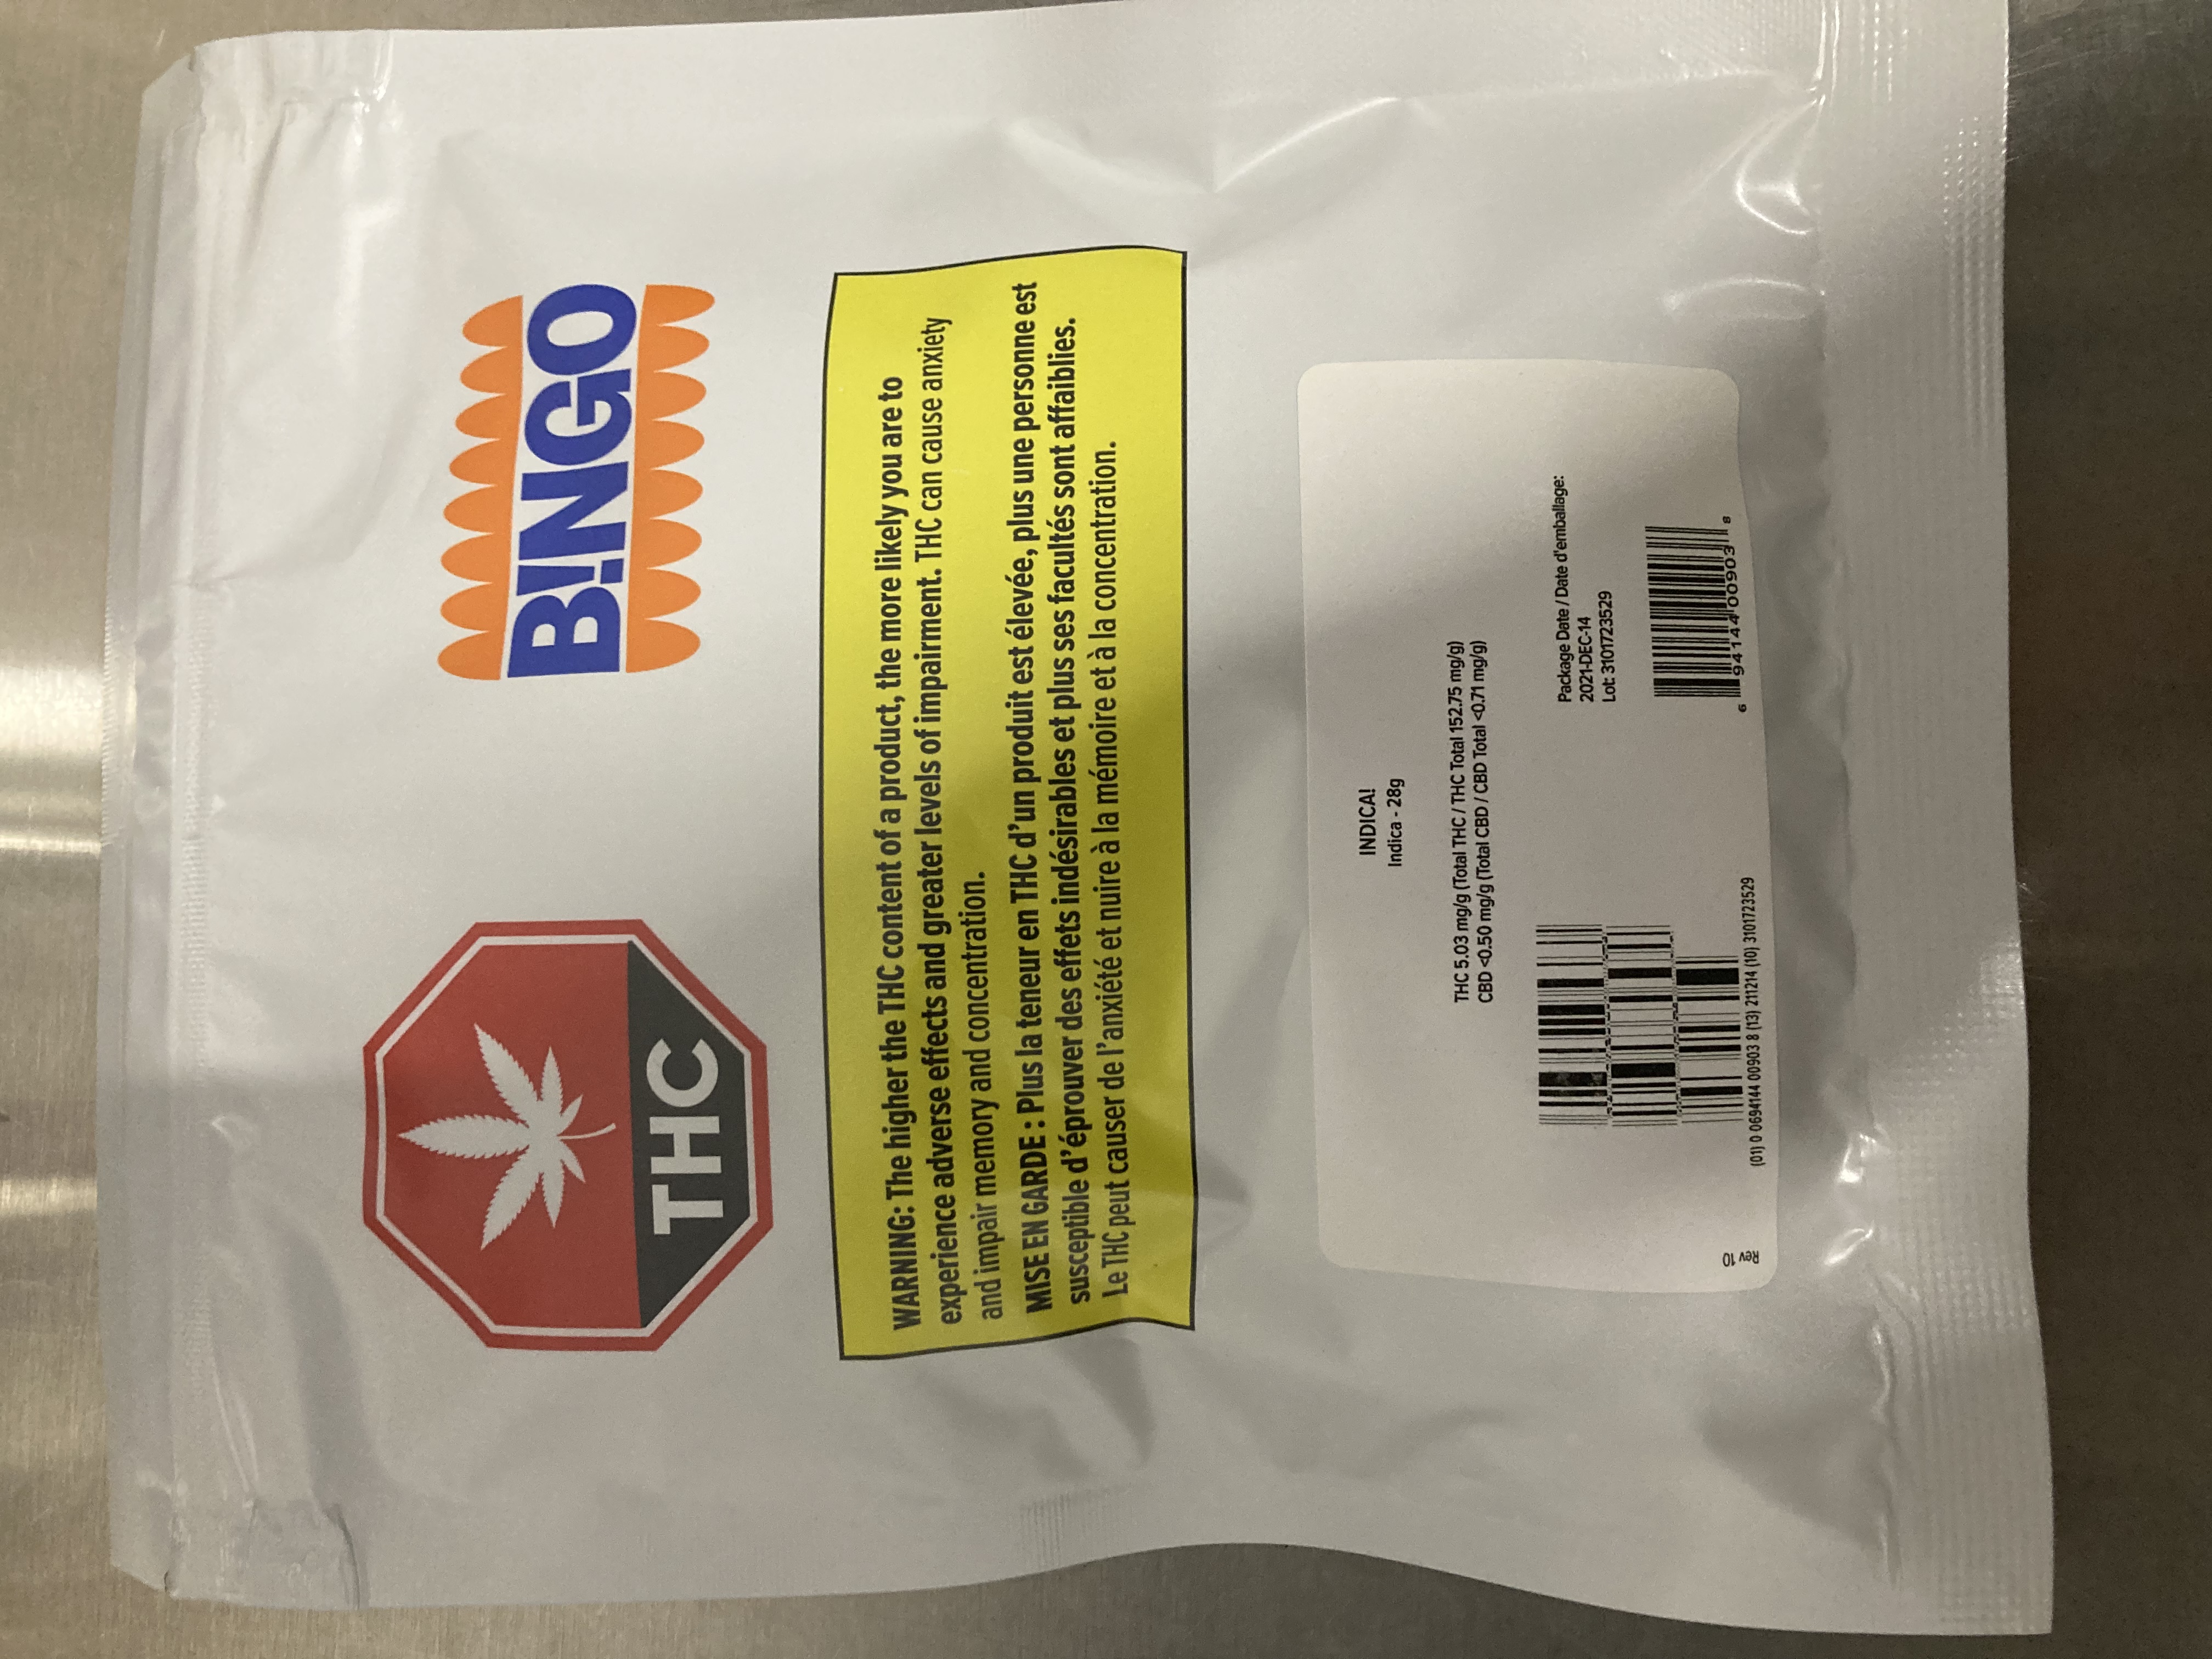 THC
B!NGO
WARNING: The higher the THC content of a product, the more likely you are to
experience adverse effects and greater levels of impairment. THC can cause anxiety
and impair memory and concentration.
MISE EN GARDE : Plus la teneur en THC d'un produit est élevée, plus une personne est
susceptible d'éprouver des effets indésirables et plus ses facultés sont affaiblies.
Le THC peut causer de l'anxiété et nuire à la mémoire et à la concentration.
INDICA!
Indica - 28g
THC 5.03 mg/g (Total THC / THC Total 152.75 mg/g)
CBD <0.50 mg/g (Total CBD / CBD Total <0.71 mg/g)
Package Date / Date d'emballage:
2021-DEC-14
Lot: 3101723529
Rev 10
(01) 0 0694144 00903 8 (13) 211214 (10) 3101723529
6 94144 00903 8